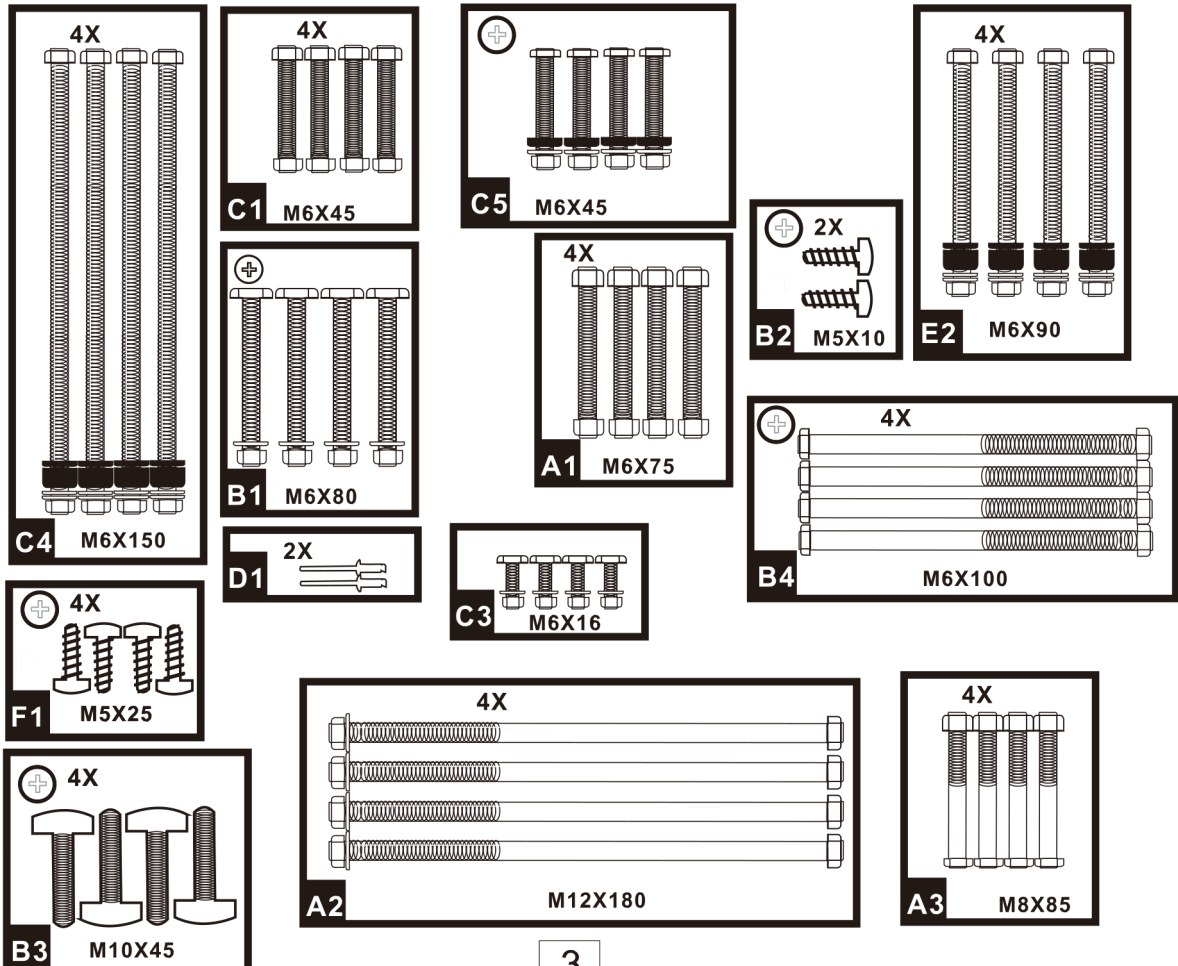 4X
C4 M6X150
4X
C1 M6X45
C5 M6X45
4X
E2 M6X90
2X
B2 M5X10
B1 M6X80
4X
A1 M6X75
4X
B4 M6X100
2X
D1
C3 M6X16
4X
F1 M5X25
4X
A2 M12X180
4X
A3 M8X85
4X
B3 M10X45
3